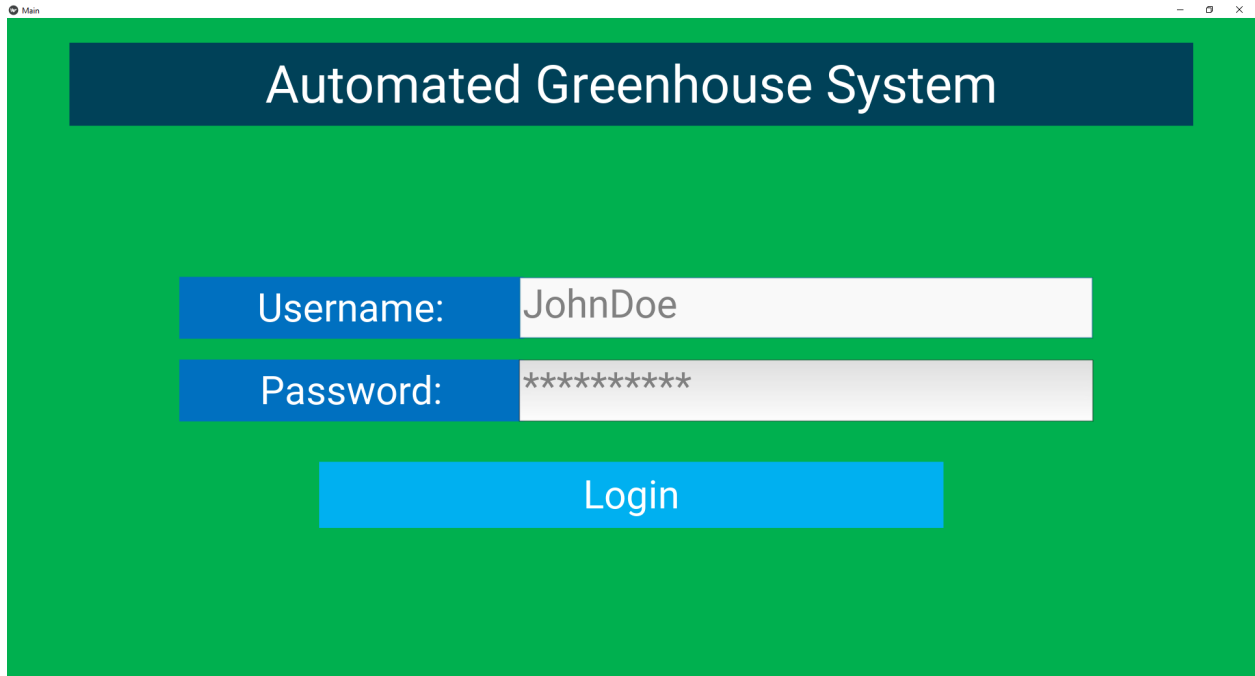 Main
Automated Greenhouse System
Username: JohnDoe
Password: **********
Login